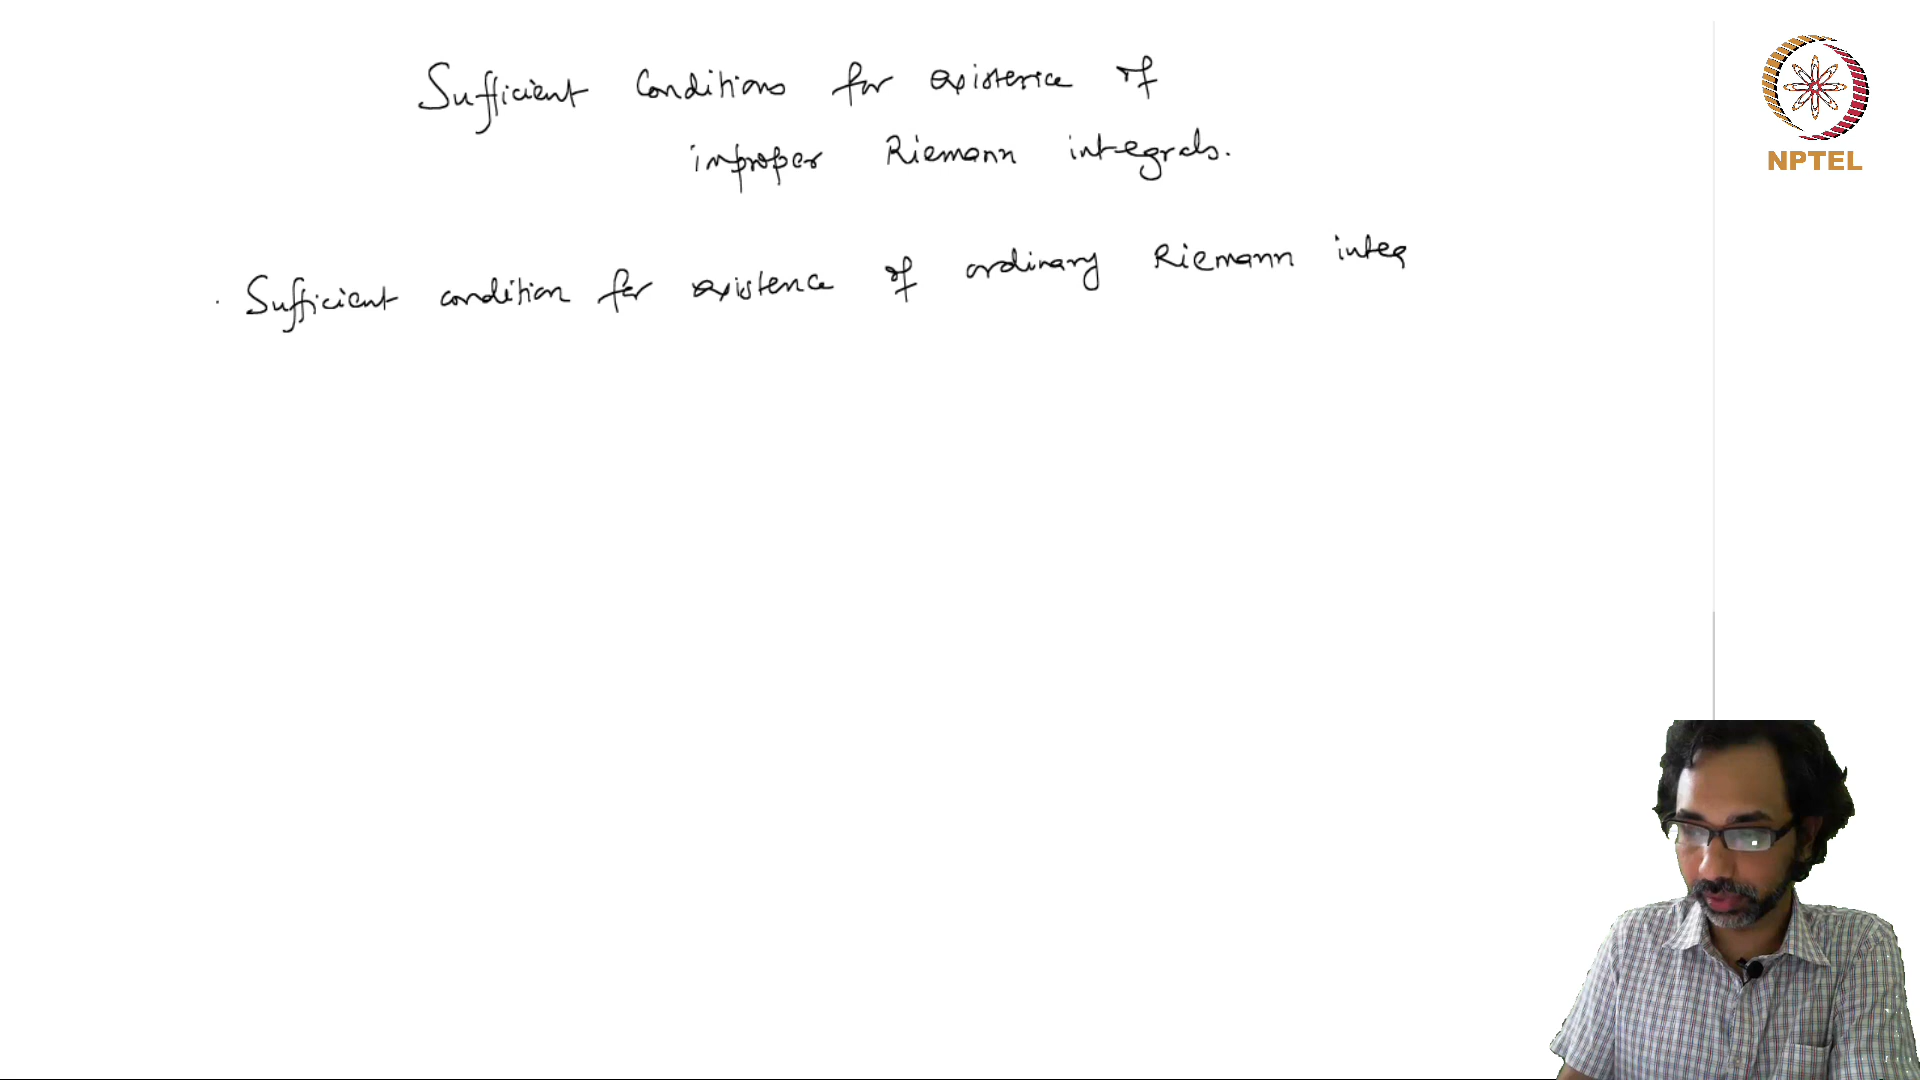 Sufficient Conditions for existence of
improper Riemann integrals.
NPTEL
. Sufficient condition for existence of ordinary Riemann integ